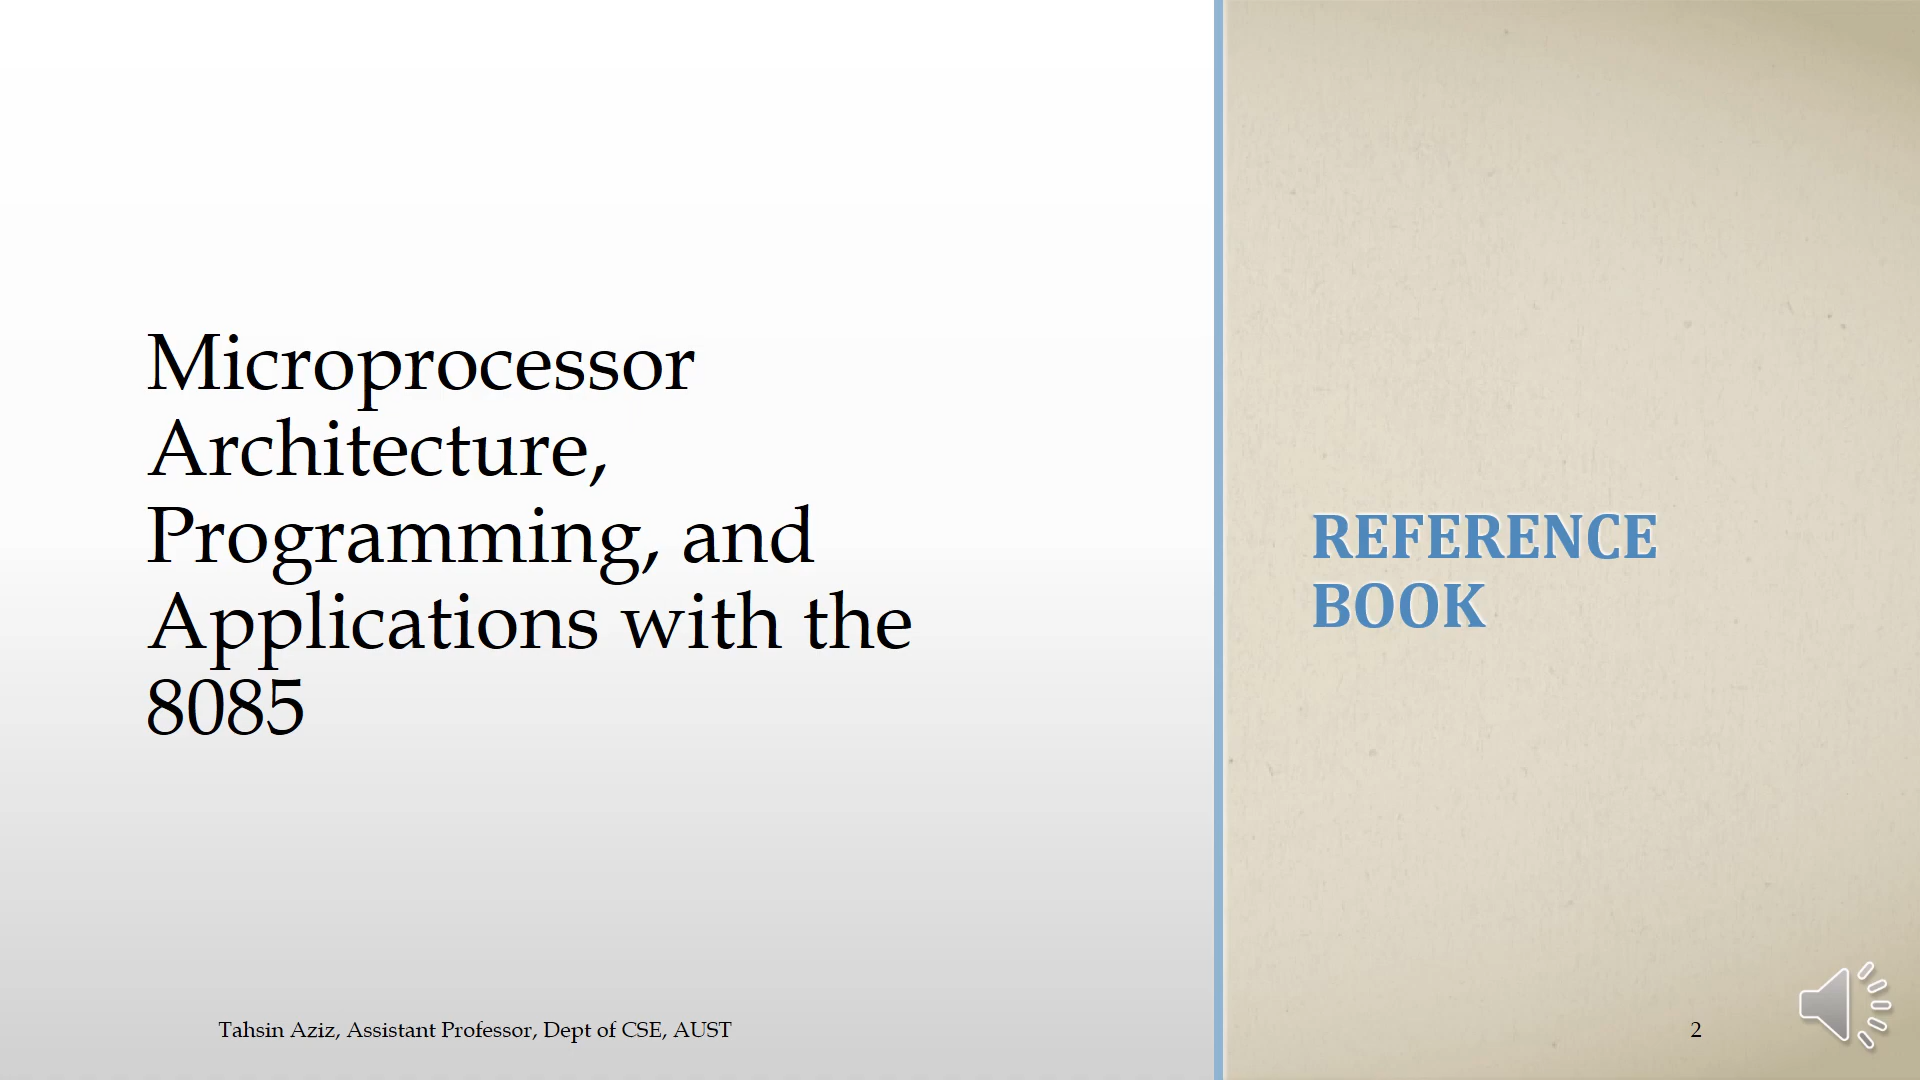 Microprocessor
Architecture,
Programming, and
Applications with the
8085
REFERENCE
BOOK
Tahsin Aziz, Assistant Professor, Dept of CSE, AUST
2